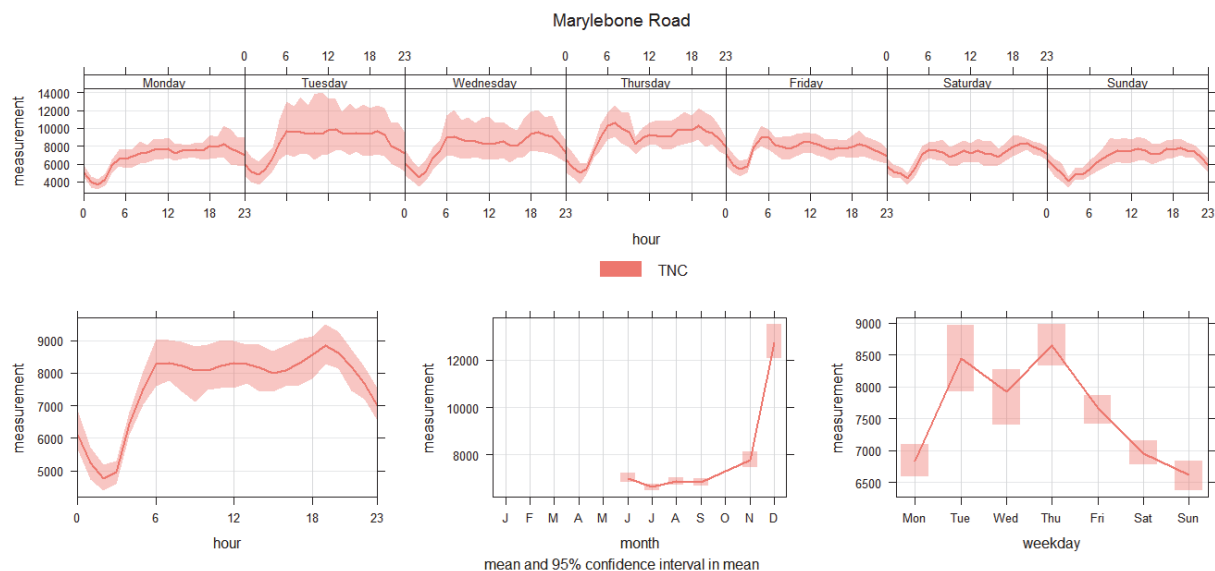 Marylebone Road
0 6 12 18 23 0 6 12 18 23 0 6 12 18 23
Monday Tuesday Wednesday Thursday Friday Saturday Sunday
measurement
14000
12000
10000
8000
6000
4000
0 6 12 18 23 0 6 12 18 23 0 6 12 18 23 0 6 12 18 23
hour
TNC
measurement
9000
8000
7000
6000
5000
0 6 12 18 23
hour
measurement
12000
10000
8000
J F M A M J J A S O N D
month
measurement
9000
8500
8000
7500
7000
6500
Mon Tue Wed Thu Fri Sat Sun
weekday
mean and 95% confidence interval in mean